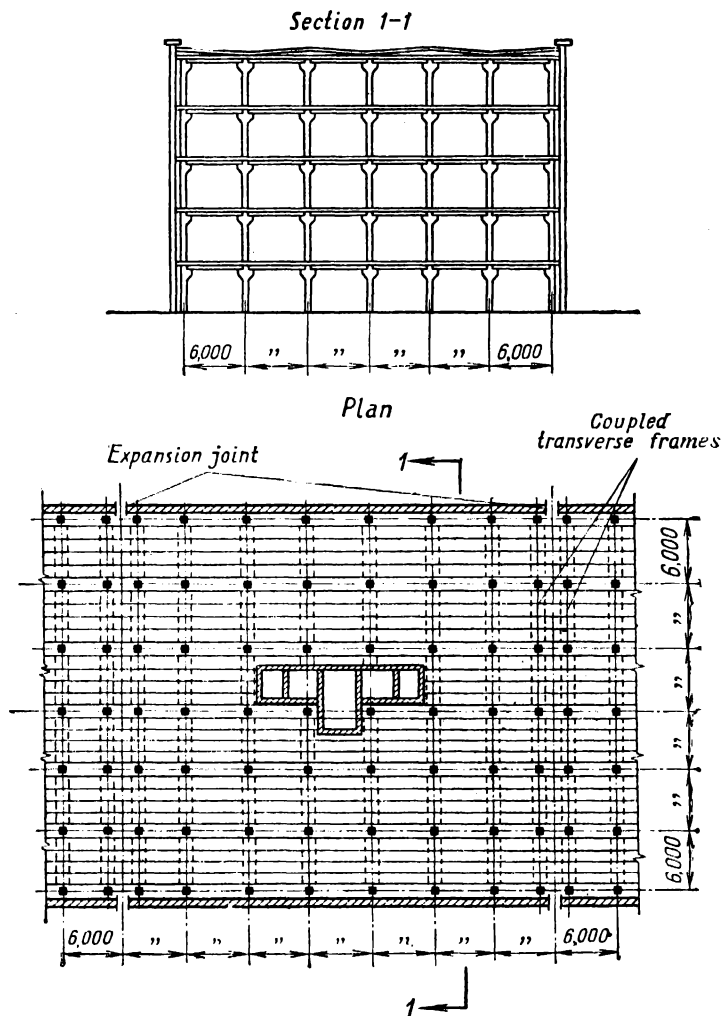 Section 1-1
6,000 " " " " 6,000
Plan
Coupled
transverse frames
Expansion joint
1
6,000
"
"
"
"
6,000
6,000 " " " " " " " 6,000
1